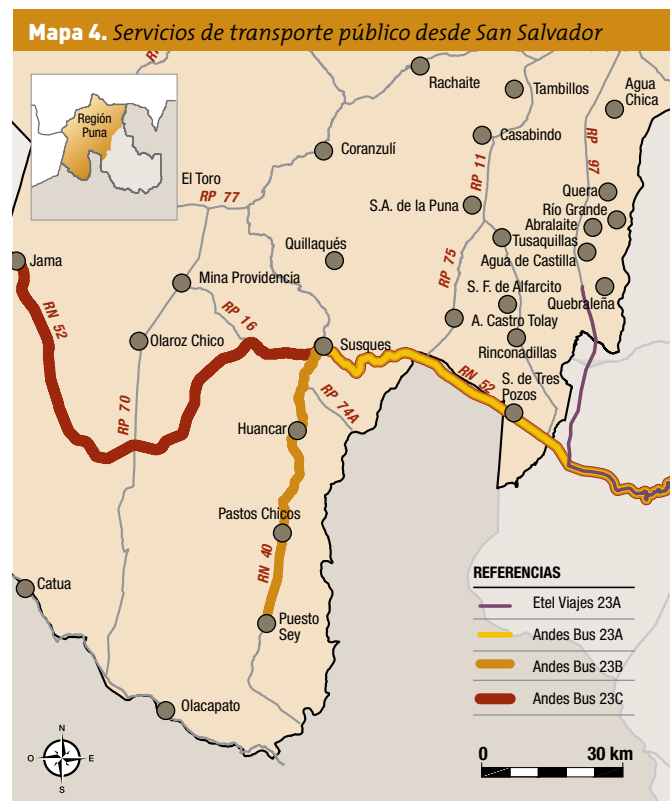 Mapa 4. Servicios de transporte público desde San Salvador
Región
Puna
Rachaite
Tambillos
Agua
Chica
Coranzulí
Casabindo
RP 97
RP 11
El Toro
RP 77
S.A. de la Puna
Quera
Río Grande
Abralaite
Tusaquillas
Agua de Castilla
Quillaqués
Jama
Mina Providencia
RP 75
S. F. de Alfarcito
Quebraleña
RN 52
RP 16
A. Castro Tolay
Olaroz Chico
Susques
Rinconadillas
RN 52
S. de Tres
Pozos
RP 74A
RP 70
Huancar
Pastos Chicos
RN 40
Catua
Puesto
Sey
Olacapato
REFERENCIAS
Etel Viajes 23A
Andes Bus 23A
Andes Bus 23B
Andes Bus 23C
N
O
E
S
0
30 km